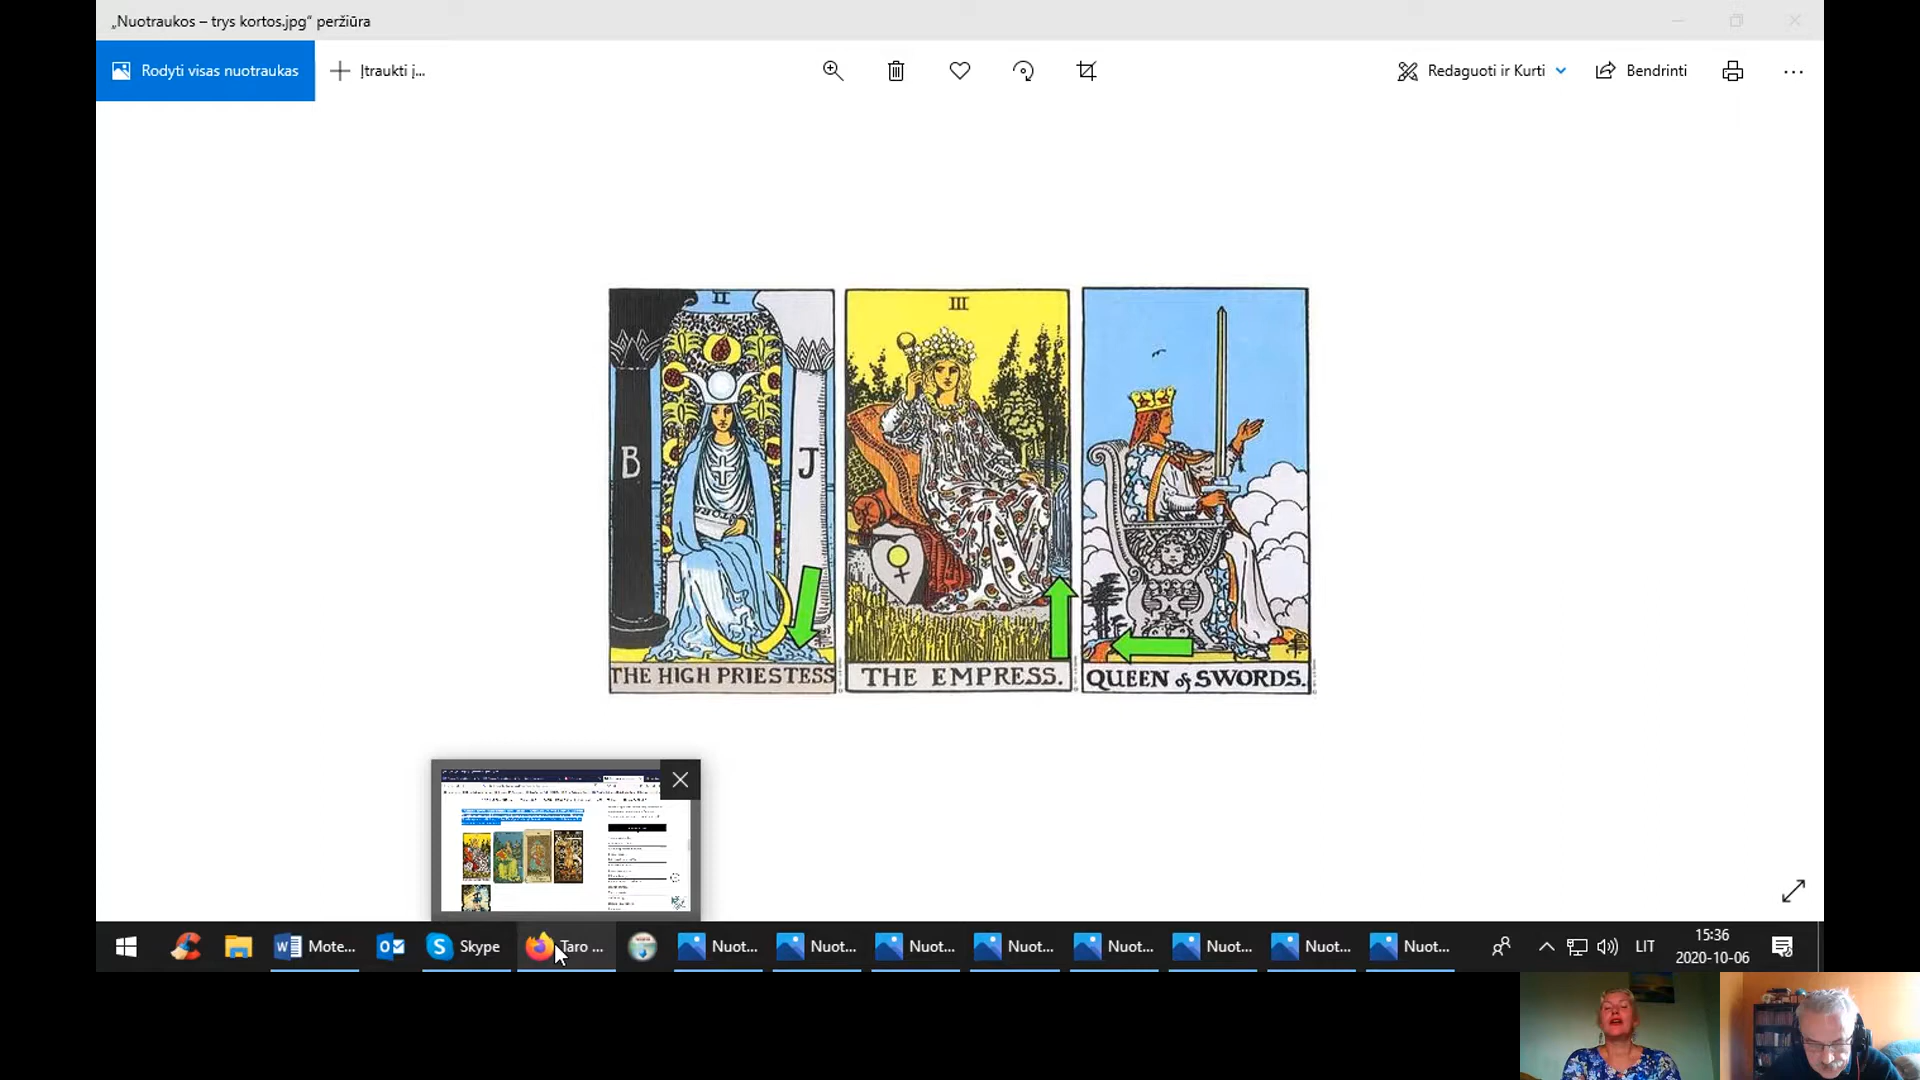 „Nuotraukos – trys kortos.jpg“ peržiūra
Rodyti visas nuotraukas
Įtraukti į...
Redaguoti ir Kurti
Bendrinti
II
B
J
THE HIGH PRIESTESS
III
THE EMPRESS.
QUEEN of SWORDS.
Mote...
Skype
Taro ...
Nuot...
Nuot...
Nuot...
Nuot...
Nuot...
Nuot...
Nuot...
Nuot...
LIT
15:36
2020-10-06